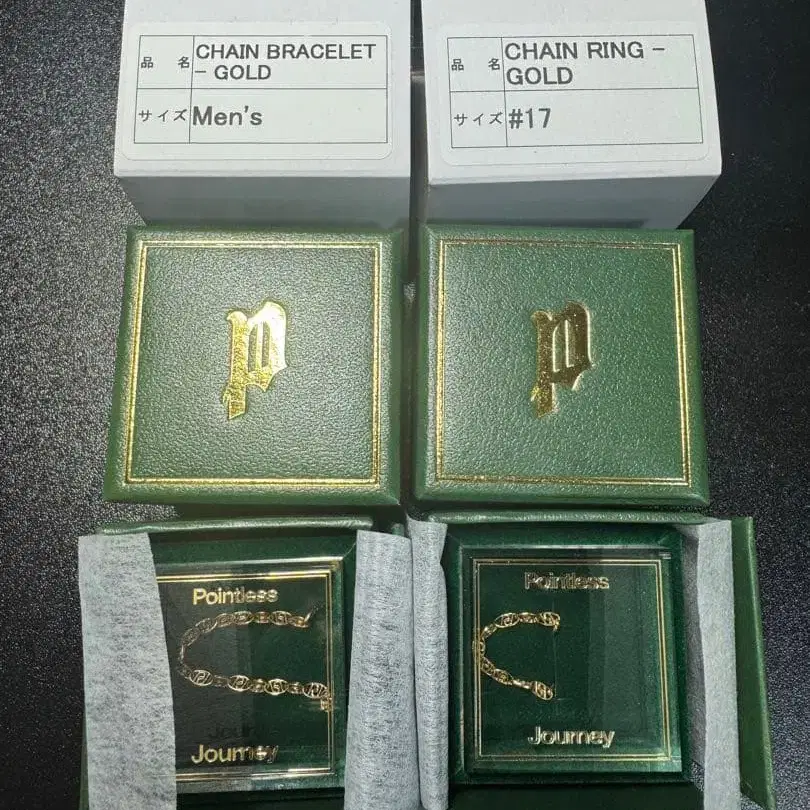 品 名 CHAIN BRACELET
- GOLD
サイズ Men's
品 名 CHAIN RING -
GOLD
サイズ #17
p
p
Pointless
Journey
Pointless
Journey